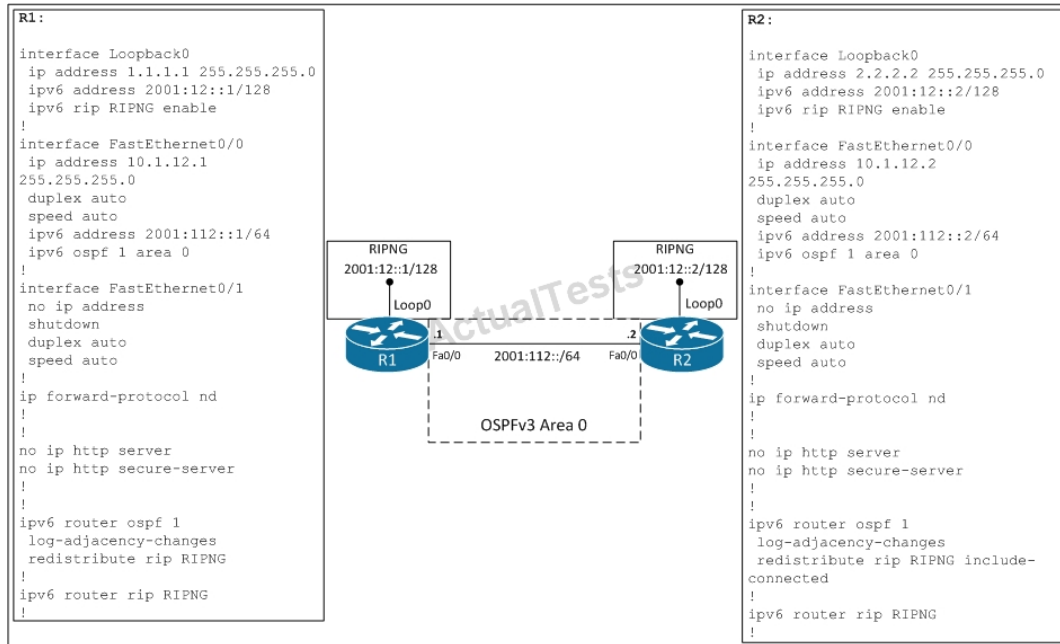 R1:
interface Loopback0
ip address 1.1.1.1 255.255.255.0
ipv6 address 2001:12::1/128
ipv6 rip RIPNG enable
!
interface FastEthernet0/0
ip address 10.1.12.1
255.255.255.0
duplex auto
speed auto
ipv6 address 2001:112::1/64
ipv6 ospf 1 area 0
!
interface FastEthernet0/1
no ip address
shutdown
duplex auto
speed auto
!
ip forward-protocol nd
!
!
no ip http server
no ip http secure-server
!
!
ipv6 router ospf 1
log-adjacency-changes
redistribute rip RIPNG
!
ipv6 router rip RIPNG
!
RIPNG
2001:12::1/128
Loop0
R1
.1
Fa0/0
2001:112::/64
OSPFv3 Area 0
ActualTests
RIPNG
2001:12::2/128
Loop0
.2
Fa0/0
R2
R2:
interface Loopback0
ip address 2.2.2.2 255.255.255.0
ipv6 address 2001:12::2/128
ipv6 rip RIPNG enable
!
interface FastEthernet0/0
ip address 10.1.12.2
255.255.255.0
duplex auto
speed auto
ipv6 address 2001:112::2/64
ipv6 ospf 1 area 0
!
interface FastEthernet0/1
no ip address
shutdown
duplex auto
speed auto
!
ip forward-protocol nd
!
!
no ip http server
no ip http secure-server
!
!
ipv6 router ospf 1
log-adjacency-changes
redistribute rip RIPNG include-
connected
!
ipv6 router rip RIPNG
!